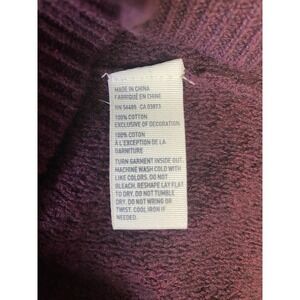 MADE IN CHINA
FABRIQUÉ EN CHINE
RN 54485 CA 03973
100% COTTON
EXCLUSIVE OF DECORATION
100% COTTON
À L'EXCEPTION DE LA
GARNITURE
TURN GARMENT INSIDE OUT.
MACHINE WASH COLD WITH
LIKE COLORS. DO NOT
BLEACH. RESHAPE LAY FLAT
TO DRY. DO NOT TUMBLE
DRY. DO NOT WRING OR
TWIST. COOL IRON IF
NEEDED.